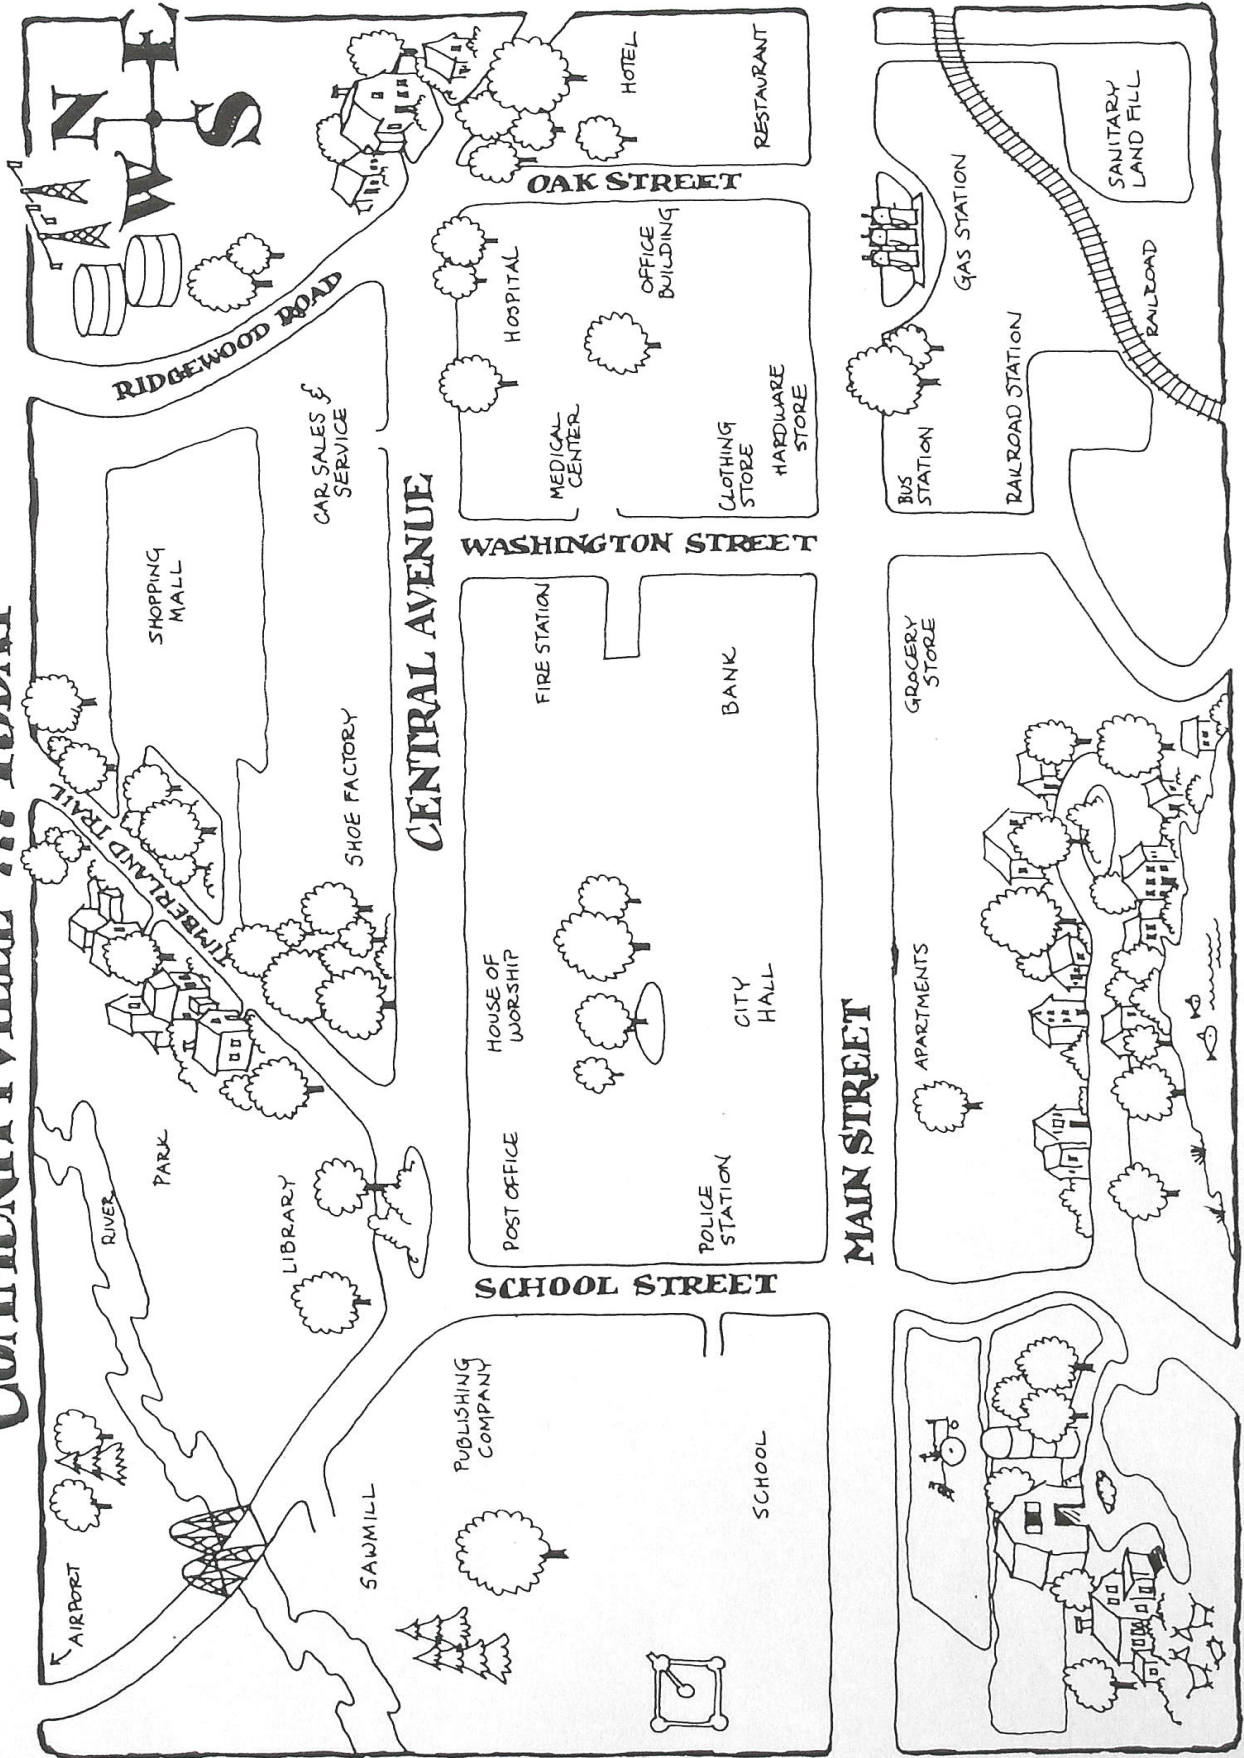 COMMUNITYVILLE ... TODAY
AIRPORT
RIVER
PARK
LIBRARY
TIMBERLAND TRAIL
SHOPPING
MALL
SHOE FACTORY
CAR SALES &
SERVICE
RIDGEWOOD ROAD
N
W E
S
CENTRAL AVENUE
SAWMILL
PUBLISHING
COMPANY
SCHOOL
SCHOOL STREET
POST OFFICE
HOUSE OF
WORSHIP
FIRE STATION
POLICE
STATION
CITY
HALL
BANK
WASHINGTON STREET
MEDICAL
CENTER
HOSPITAL
CLOTHING
STORE
HARDWARE
STORE
OFFICE
BUILDING
OAK STREET
HOTEL
RESTAURANT
MAIN STREET
APARTMENTS
GROCERY
STORE
BUS
STATION
RAILROAD STATION
GAS STATION
RAILROAD
SANITARY
LAND FILL